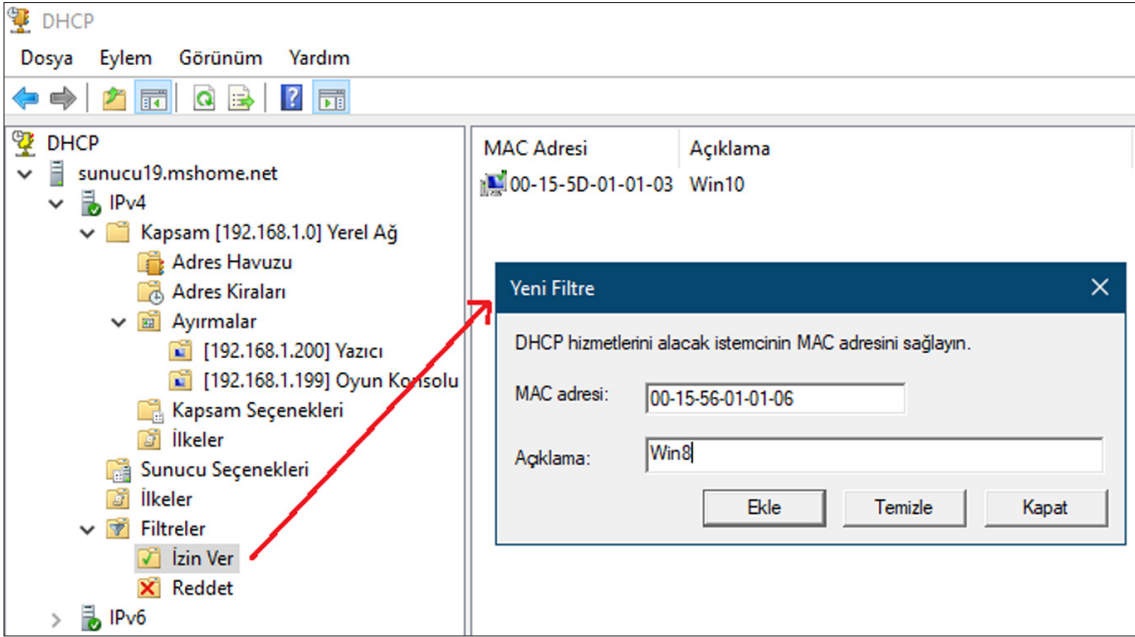 DHCP
Dosya Eylem Görünüm Yardım
DHCP
sunucu19.mshome.net
IPv4
Kapsam [192.168.1.0] Yerel Ağ
Adres Havuzu
Adres Kiraları
Ayırmalar
[192.168.1.200] Yazıcı
[192.168.1.199] Oyun Konsolu
Kapsam Seçenekleri
İlkeler
Sunucu Seçenekleri
İlkeler
Filtreler
İzin Ver
Reddet
IPv6
MAC Adresi Açıklama
00-15-5D-01-01-03 Win10
Yeni Filtre
DHCP hizmetlerini alacak istemcinin MAC adresini sağlayın.
MAC adresi: 00-15-56-01-01-06
Açıklama: Win8
Ekle Temizle Kapat